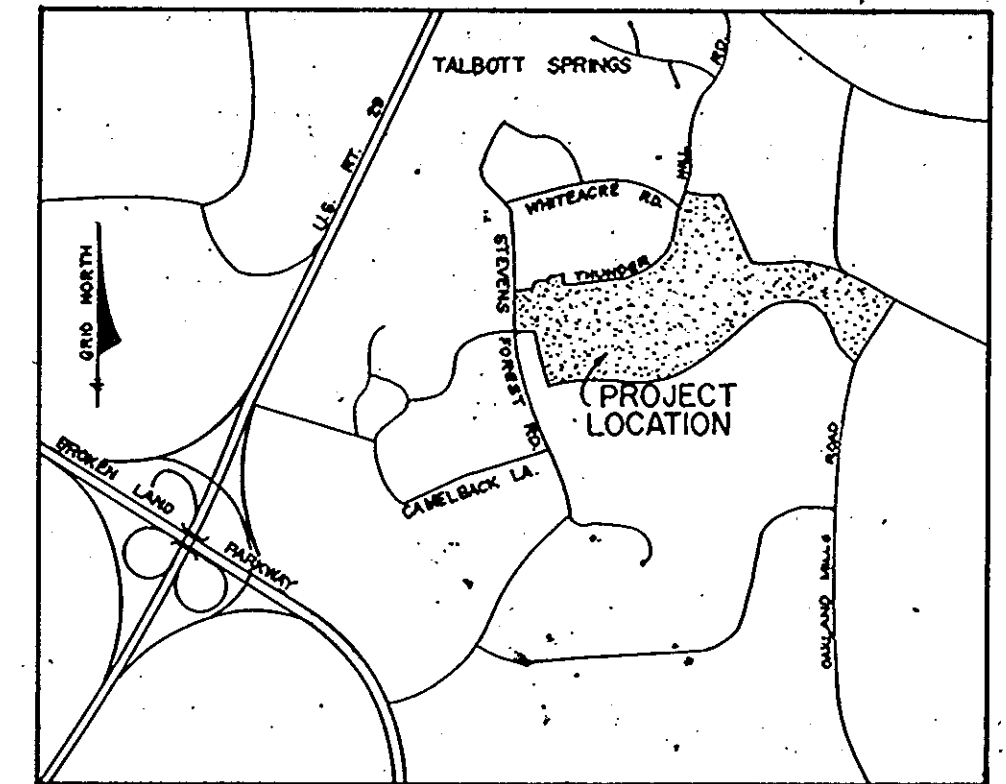 TALBOTT SPRINGS
U.S. RT. 29
THUNDER HILL RD.
WHITEACRE RD.
STEVENS FOREST RD.
GRID NORTH
PROJECT
LOCATION
BROKEN LAND PARKWAY
CAMELBACK LA.
OAKLAND MILLS ROAD